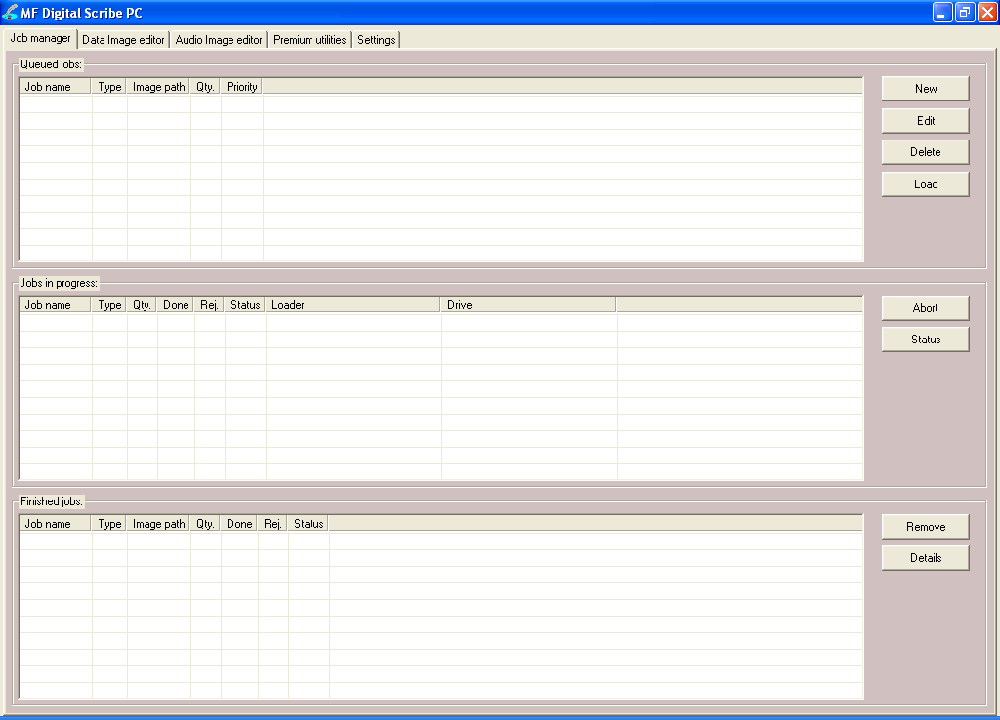 MF Digital Scribe PC
Job manager Data Image editor Audio Image editor Premium utilities Settings
Queued jobs:
Job name Type Image path Qty. Priority
New
Edit
Delete
Load
Jobs in progress:
Job name Type Qty. Done Rej. Status Loader Drive
Abort
Status
Finished jobs:
Job name Type Image path Qty. Done Rej. Status
Remove
Details